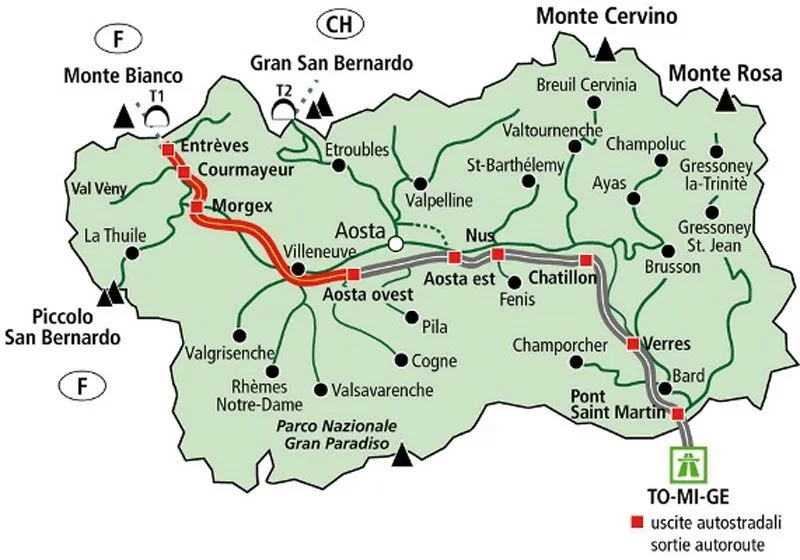 CH
Monte Cervino
F
Gran San Bernardo
Monte Bianco
Monte Rosa
T1
T2
Breuil Cervinia
Valtournenche
Entrèves
Etroubles
Champoluc
Courmayeur
St-Barthélemy
Gressoney
la-Trinitè
Val Vèny
Ayas
Valpelline
Morgex
Gressoney
St. Jean
La Thuile
Aosta
Nus
Villeneuve
Brusson
Aosta est
Chatillon
Aosta ovest
Fenis
Piccolo
San Bernardo
Pila
Valgrisenche
Champorcher
Verres
Cogne
F
Rhèmes
Notre-Dame
Valsavarenche
Bard
Pont
Saint Martin
Parco Nazionale
Gran Paradiso
TO-MI-GE
uscite autostradali
sortie autoroute